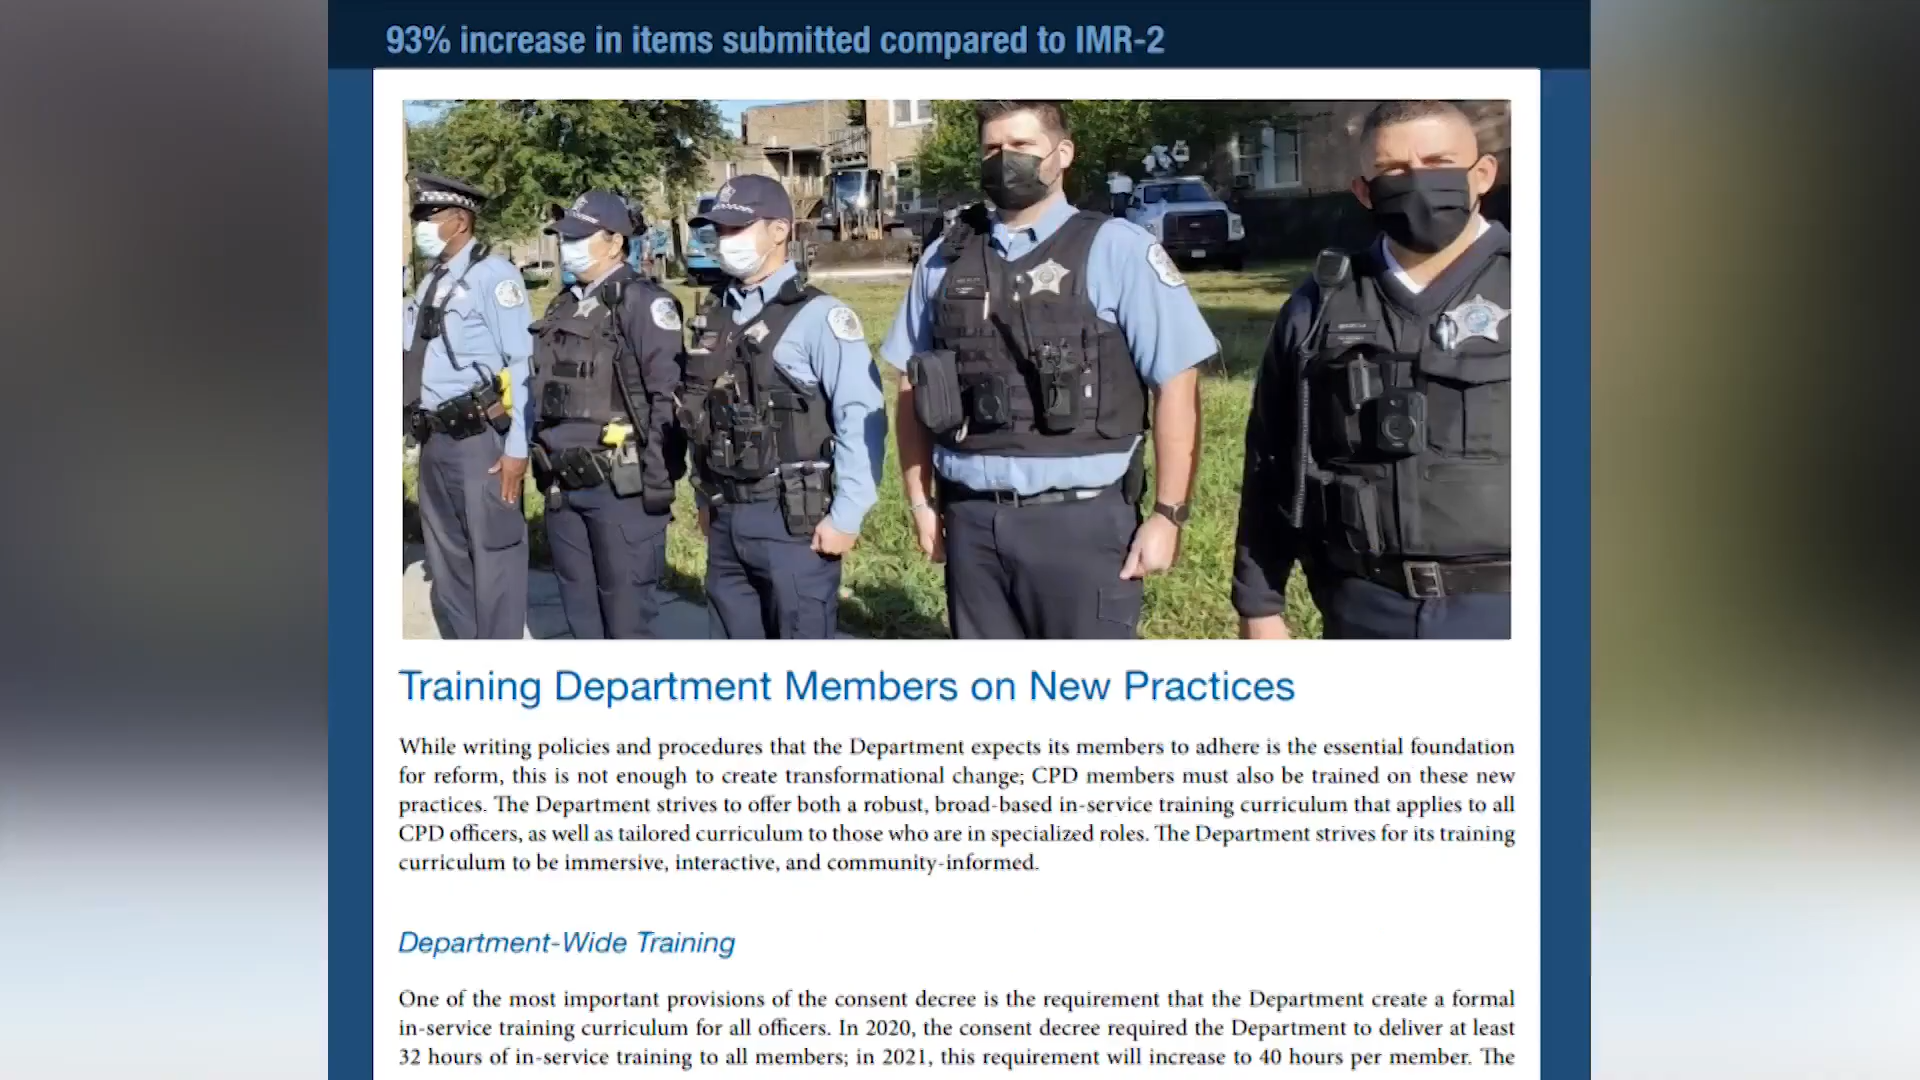 93% increase in items submitted compared to IMR-2
Training Department Members on New Practices
While writing policies and procedures that the Department expects its members to adhere is the essential foundation
for reform, this is not enough to create transformational change; CPD members must also be trained on these new
practices. The Department strives to offer both a robust, broad-based in-service training curriculum that applies to all
CPD officers, as well as tailored curriculum to those who are in specialized roles. The Department strives for its training
curriculum to be immersive, interactive, and community-informed.
Department-Wide Training
One of the most important provisions of the consent decree is the requirement that the Department create a formal
in-service training curriculum for all officers. In 2020, the consent decree required the Department to deliver at least
32 hours of in-service training to all members; in 2021, this requirement will increase to 40 hours per member. The